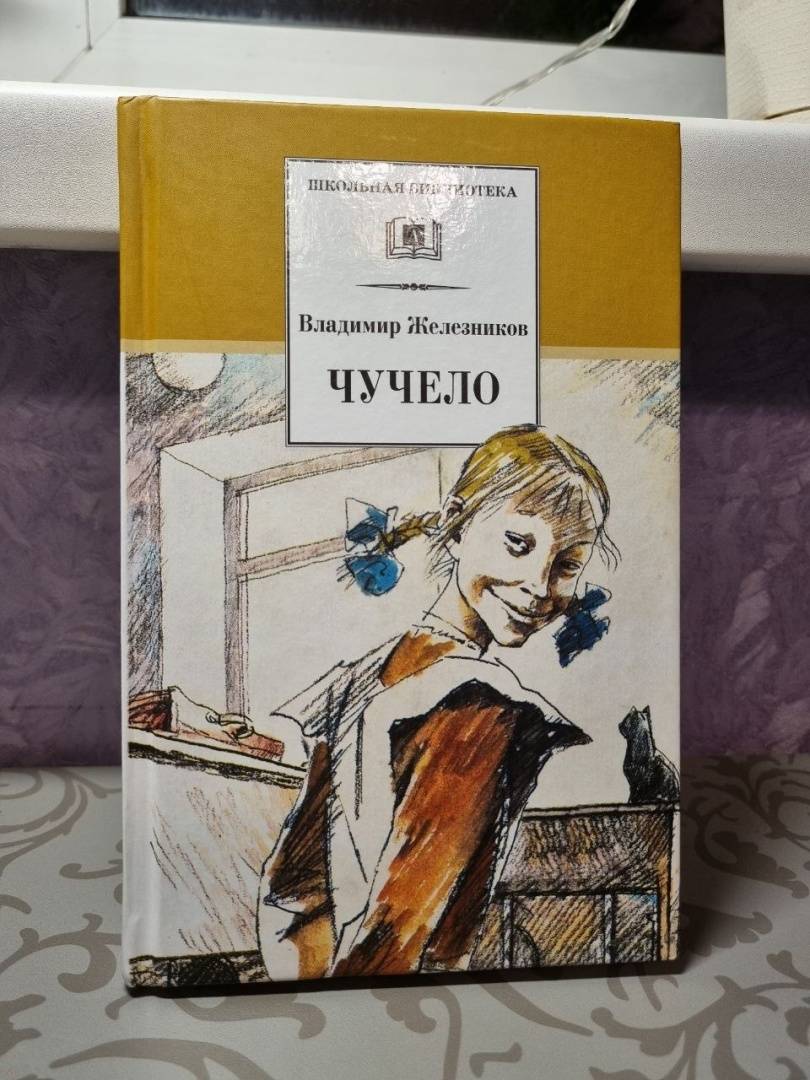 ШКОЛЬНАЯ БИБЛИОТЕКА
Владимир Железников
ЧУЧЕЛО